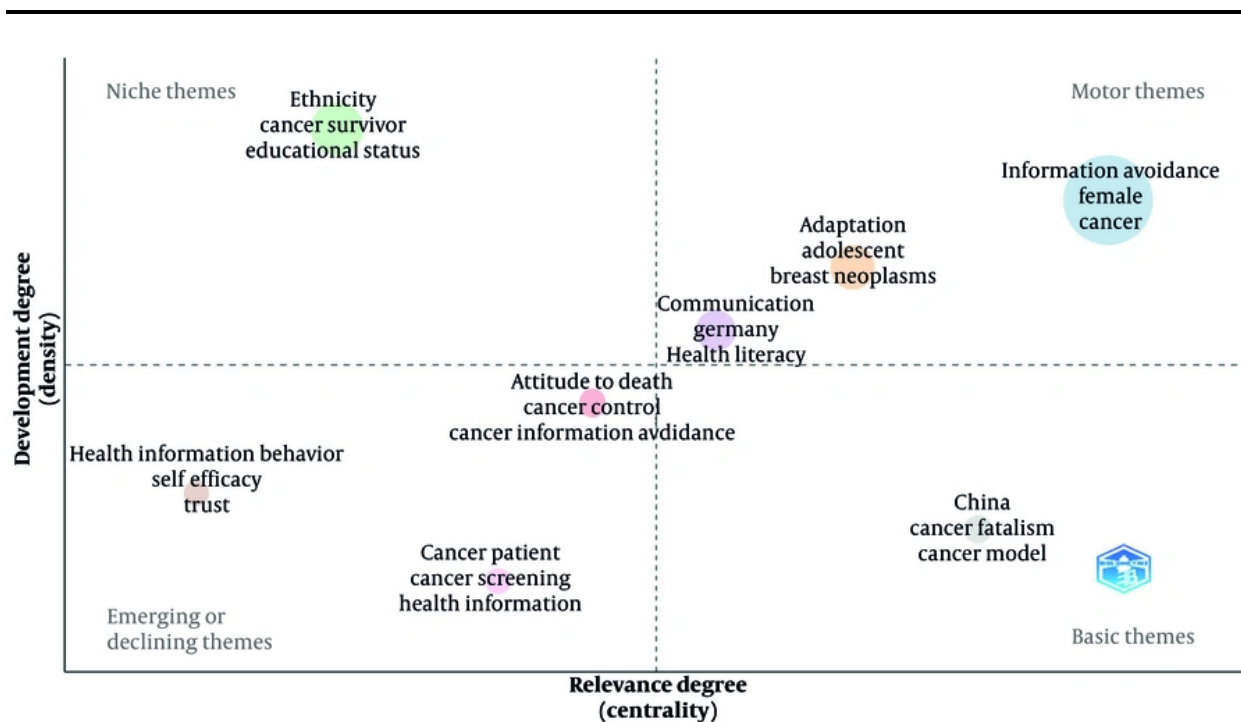 Niche themes
Motor themes
Ethnicity
cancer survivor
educational status
Information avoidance
female
cancer
Adaptation
adolescent
breast neoplasms
Communication
germany
Health literacy
Attitude to death
cancer control
cancer information avdidance
Health information behavior
self efficacy
trust
China
cancer fatalism
cancer model
Cancer patient
cancer screening
health information
Emerging or
declining themes
Basic themes
Development degree
(density)
Relevance degree
(centrality)